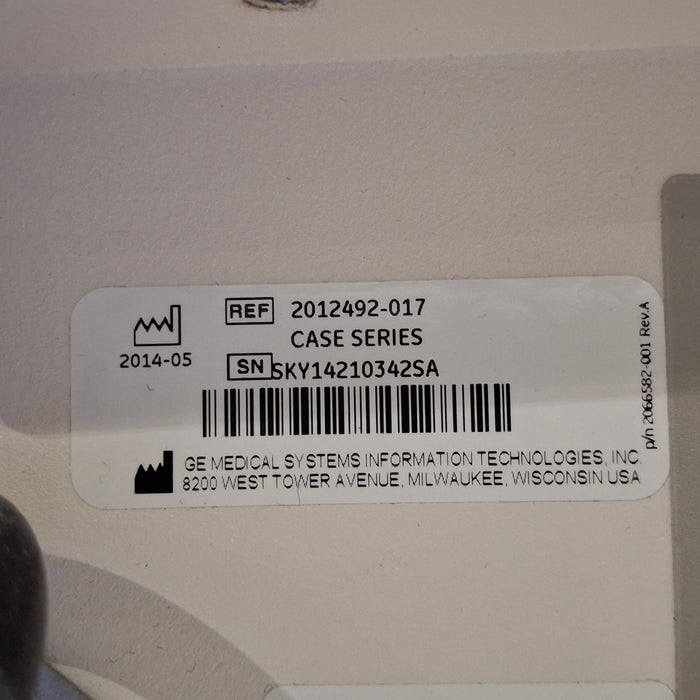 REF 2012492-017
CASE SERIES
2014-05
SN SKY14210342SA
GE MEDICAL SYSTEMS INFORMATION TECHNOLOGIES, INC.
8200 WEST TOWER AVENUE, MILWAUKEE, WISCONSIN USA
p/n 2066582-001 Rev.A